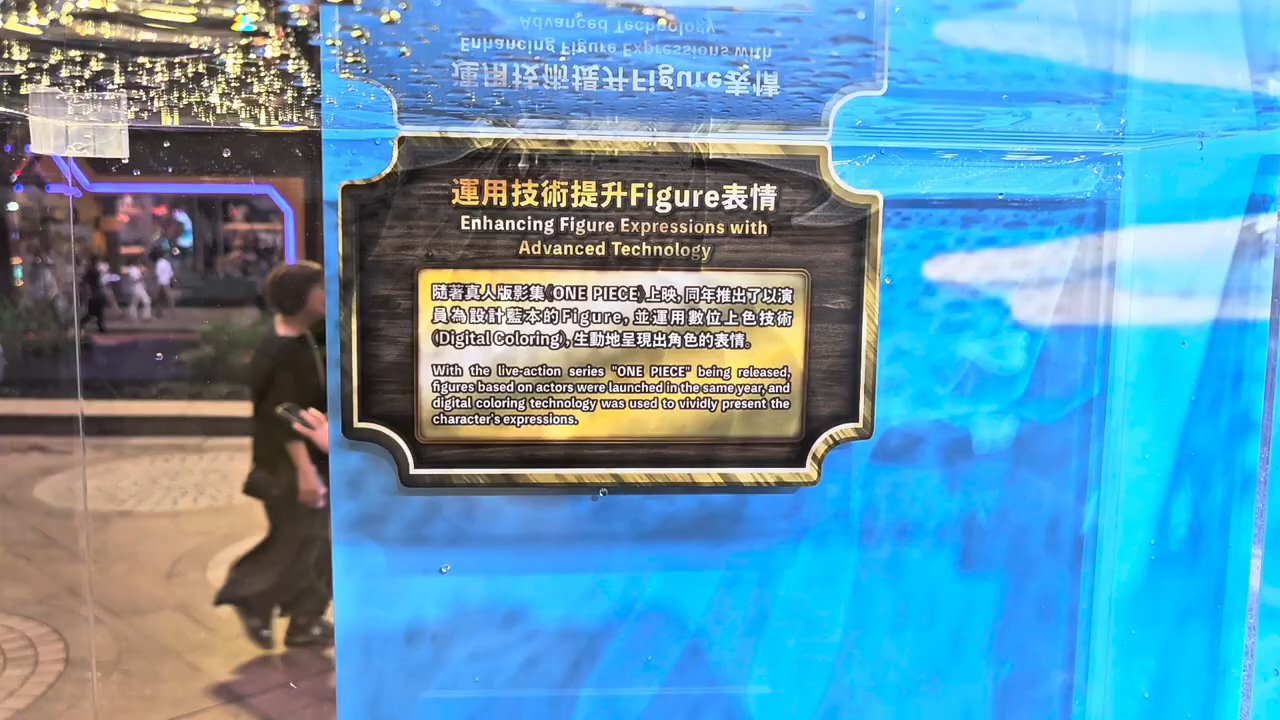 運用技術提升Figure表情
Enhancing Figure Expressions with
Advanced Technology
隨著真人版影集《ONE PIECE》上映, 同年推出了以演
員為設計藍本的Figure, 並運用數位上色技術
(Digital Coloring), 生動地呈現出角色的表情。
With the live-action series "ONE PIECE" being released,
figures based on actors were launched in the same year, and
digital coloring technology was used to vividly present the
character's expressions.